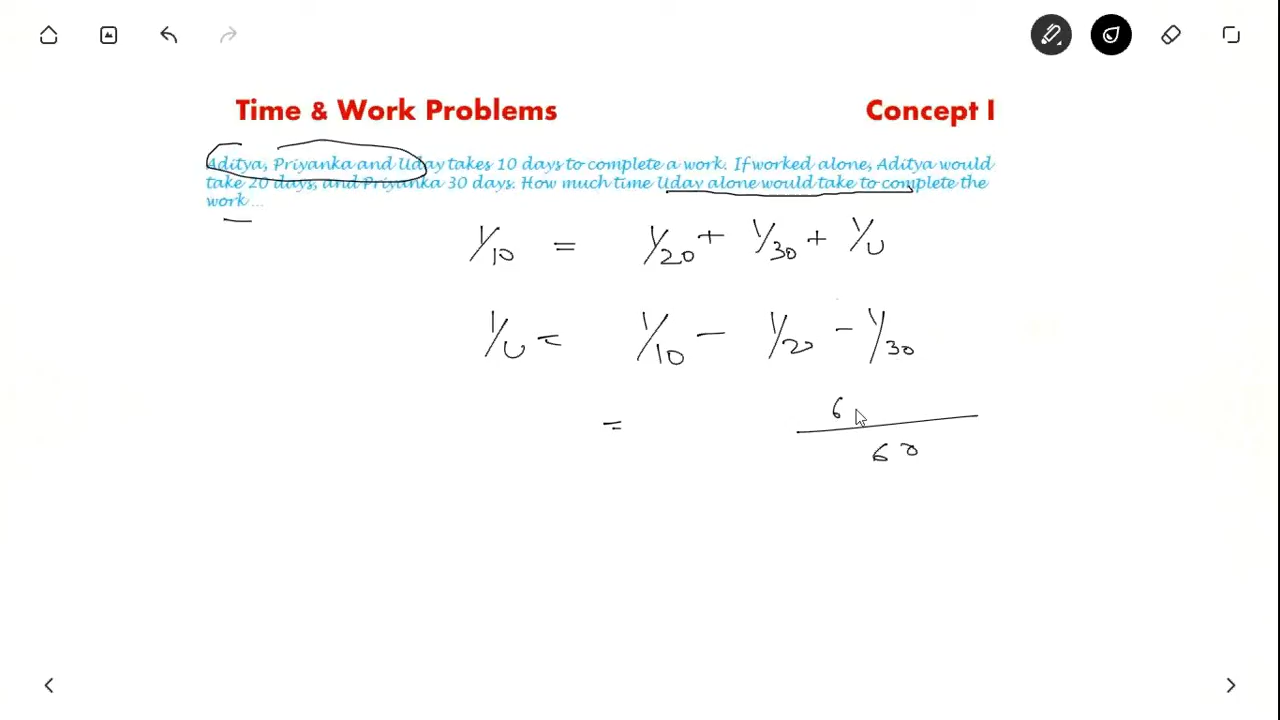 Time & Work Problems Concept I
Aditya, Priyanka and Uday takes 10 days to complete a work. If worked alone, Aditya would
take 20 days, and Priyanka 30 days. How much time Uday alone would take to complete the
work ...
1/10 = 1/20 + 1/30 + 1/U
1/U = 1/10 - 1/20 - 1/30
= 6
60